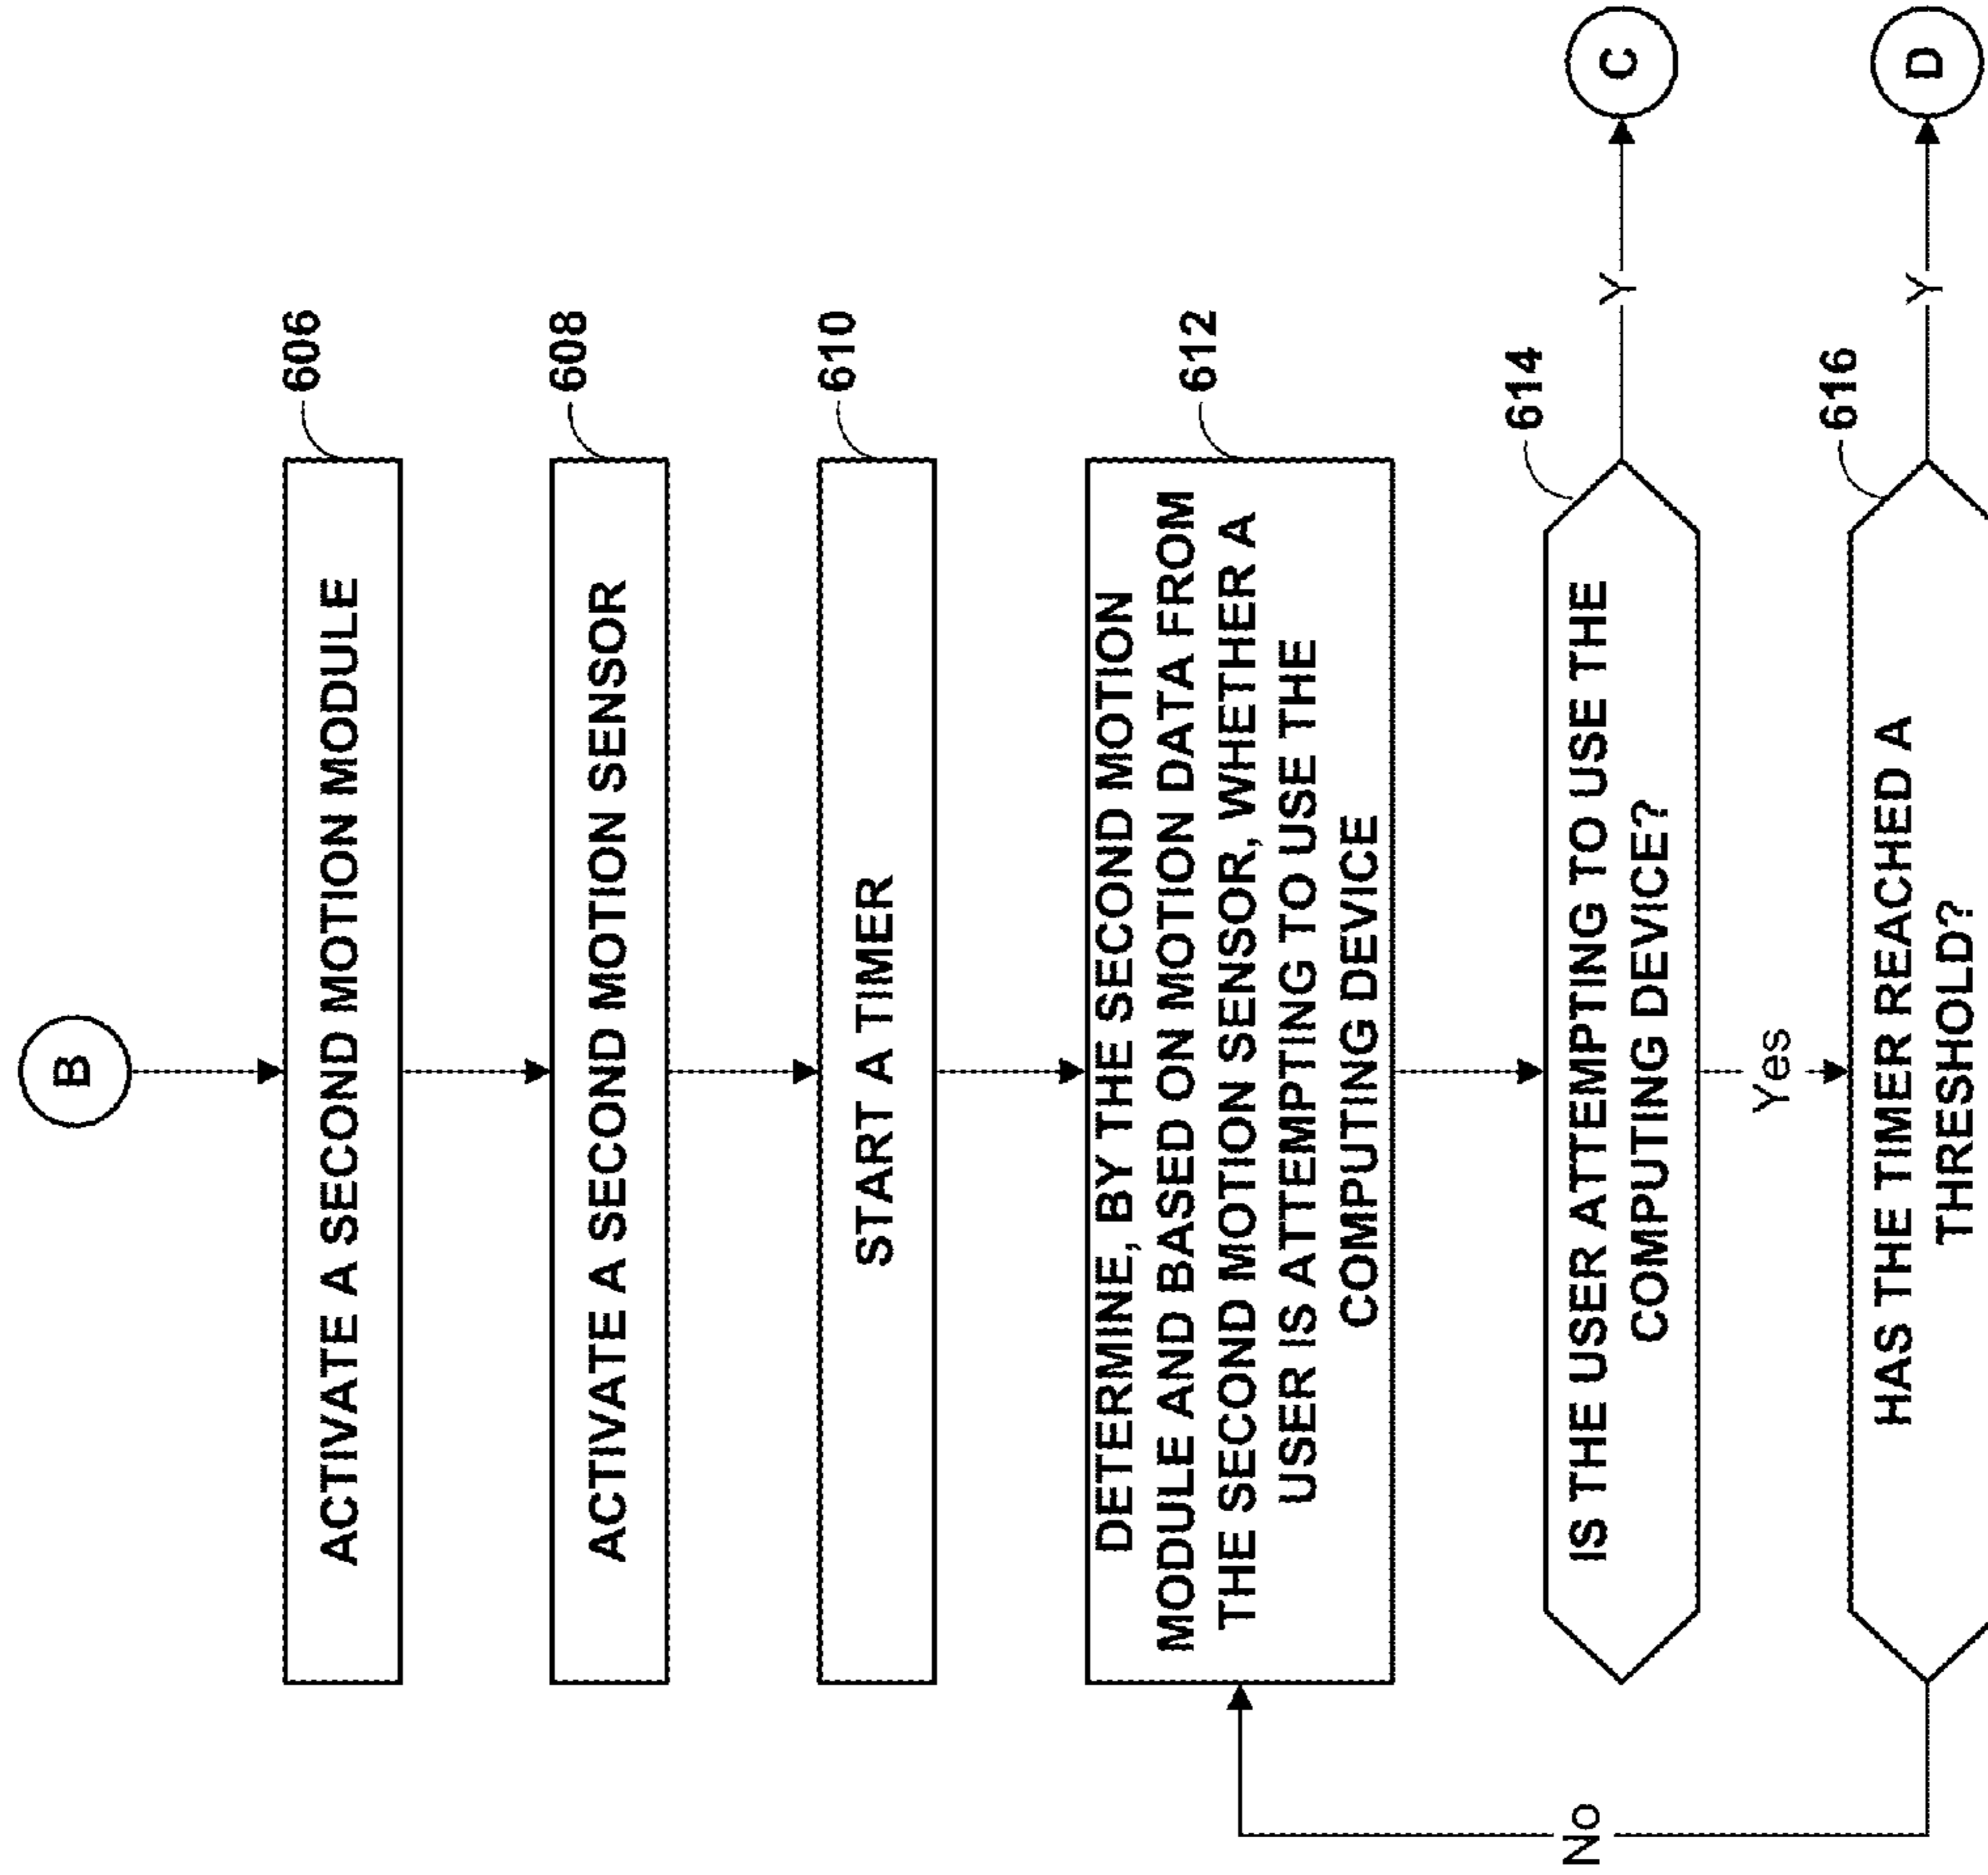 B
606
ACTIVATE A SECOND MOTION MODULE
608
ACTIVATE A SECOND MOTION SENSOR
610
START A TIMER
612
DETERMINE, BY THE SECOND MOTION
MODULE AND BASED ON MOTION DATA FROM
THE SECOND MOTION SENSOR, WHETHER A
USER IS ATTEMPTING TO USE THE
COMPUTING DEVICE
614
IS THE USER ATTEMPTING TO USE THE
COMPUTING DEVICE?
Y
C
Yes
616
HAS THE TIMER REACHED A
THRESHOLD?
Y
D
No